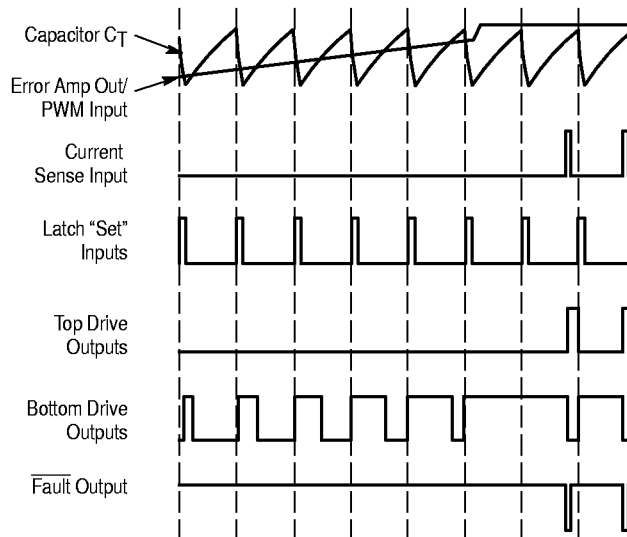 Capacitor CT
Error Amp Out/
PWM Input
Current
Sense Input
Latch “Set”
Inputs
Top Drive
Outputs
Bottom Drive
Outputs
Fault Output